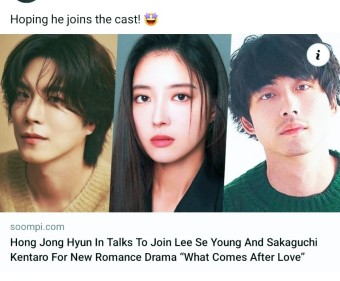 Hoping he joins the cast! 🤩
i
soompi.com
Hong Jong Hyun In Talks To Join Lee Se Young And Sakaguchi
Kentaro For New Romance Drama “What Comes After Love”